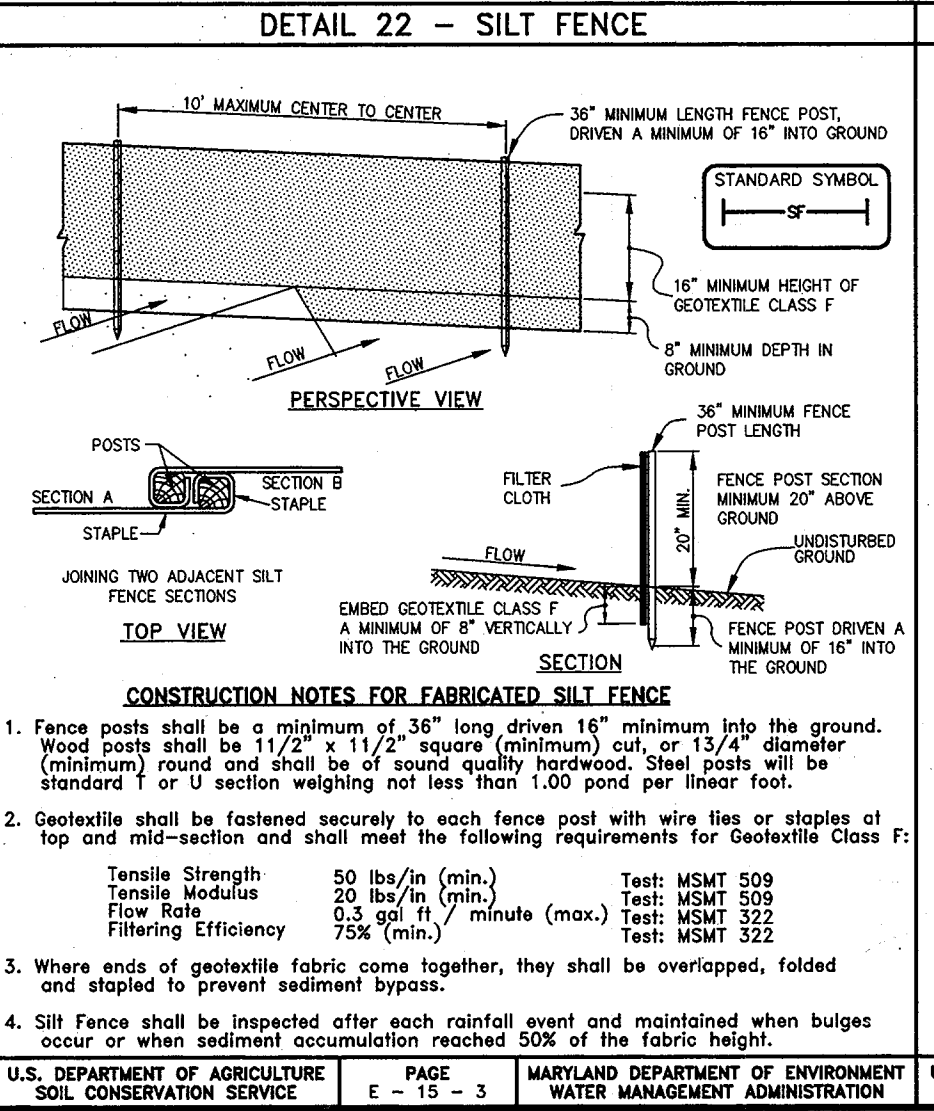 DETAIL 22 – SILT FENCE
10' MAXIMUM CENTER TO CENTER
36" MINIMUM LENGTH FENCE POST,
DRIVEN A MINIMUM OF 16" INTO GROUND
STANDARD SYMBOL
SF
16" MINIMUM HEIGHT OF
GEOTEXTILE CLASS F
8" MINIMUM DEPTH IN
GROUND
FLOW
FLOW
FLOW
PERSPECTIVE VIEW
POSTS
SECTION A
SECTION B
STAPLE
STAPLE
JOINING TWO ADJACENT SILT
FENCE SECTIONS
TOP VIEW
36" MINIMUM FENCE
POST LENGTH
FILTER
CLOTH
FENCE POST SECTION
MINIMUM 20" ABOVE
GROUND
20" MIN.
UNDISTURBED
GROUND
FLOW
EMBED GEOTEXTILE CLASS F
A MINIMUM OF 8" VERTICALLY
INTO THE GROUND
FENCE POST DRIVEN A
MINIMUM OF 16" INTO
THE GROUND
SECTION
CONSTRUCTION NOTES FOR FABRICATED SILT FENCE
1. Fence posts shall be a minimum of 36" long driven 16" minimum into the ground.
Wood posts shall be 11/2" x 11/2" square (minimum) cut, or 13/4" diameter
(minimum) round and shall be of sound quality hardwood. Steel posts will be
standard T or U section weighing not less than 1.00 pond per linear foot.
2. Geotextile shall be fastened securely to each fence post with wire ties or staples at
top and mid-section and shall meet the following requirements for Geotextile Class F:
Tensile Strength 50 lbs/in (min.) Test: MSMT 509
Tensile Modulus 20 lbs/in (min.) Test: MSMT 509
Flow Rate 0.3 gal ft / minute (max.) Test: MSMT 322
Filtering Efficiency 75% (min.) Test: MSMT 322
3. Where ends of geotextile fabric come together, they shall be overlapped, folded
and stapled to prevent sediment bypass.
4. Silt Fence shall be inspected after each rainfall event and maintained when bulges
occur or when sediment accumulation reached 50% of the fabric height.
U.S. DEPARTMENT OF AGRICULTURE
SOIL CONSERVATION SERVICE
PAGE
E – 15 – 3
MARYLAND DEPARTMENT OF ENVIRONMENT
WATER MANAGEMENT ADMINISTRATION